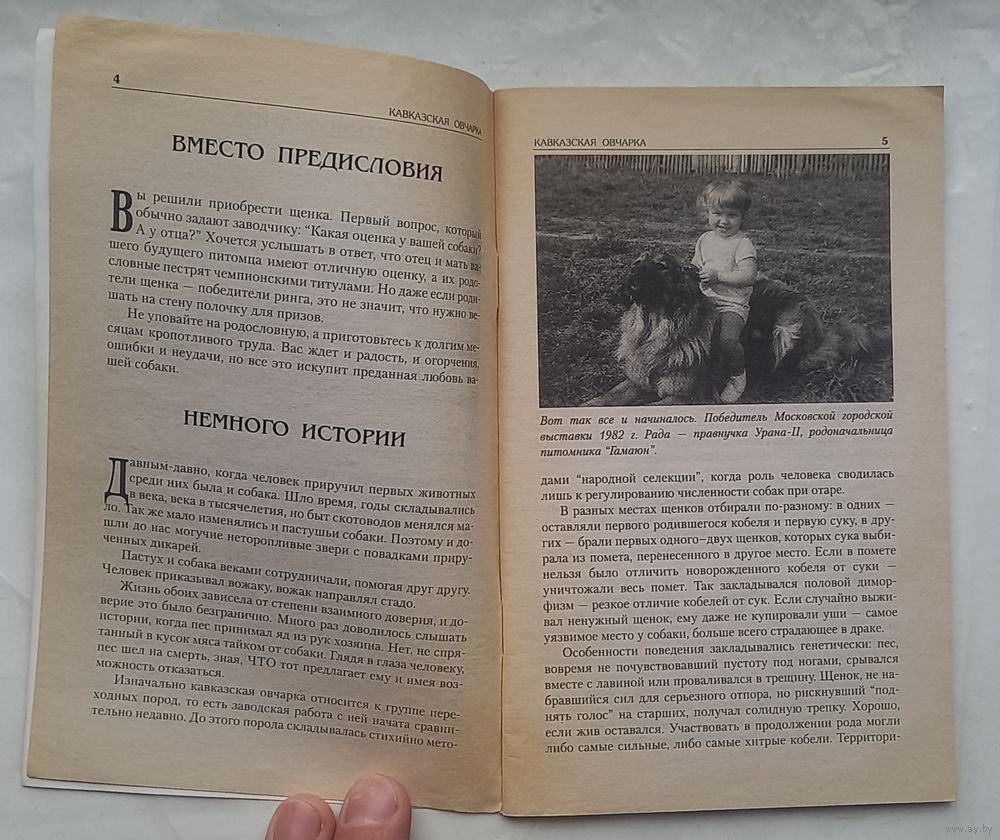 4
КАВКАЗСКАЯ ОВЧАРКА
ВМЕСТО ПРЕДИСЛОВИЯ
Вы решили приобрести щенка. Первый вопрос, который
обычно задают заводчику: “Какая оценка у вашей собаки?
А у отца?” Хочется услышать в ответ, что отец и мать ва-
шего будущего питомца имеют отличную оценку, а их родо-
словные пестрят чемпионскими титулами. Но даже если роди-
тели щенка — победители ринга, это не значит, что нужно ве-
шать на стену полочку для призов.
Не уповайте на родословную, а приготовьтесь к долгим ме-
сяцам кропотливого труда. Вас ждет и радость, и огорчения,
ошибки и неудачи, но все это искупит преданная любовь ва-
шей собаки.
НЕМНОГО ИСТОРИИ
Давным-давно, когда человек приручил первых животных
среди них была и собака. Шло время, годы складывались
в века, века в тысячелетия, но быт скотоводов менялся ма-
ло. Так же мало изменялись и пастушьи собаки. Поэтому и до-
шли до нас могучие неторопливые звери с повадками приру-
ченных дикарей.
Пастух и собака веками сотрудничали, помогая друг другу.
Человек приказывал вожаку, вожак направлял стадо.
Жизнь обоих зависела от степени взаимного доверия, и до-
верие это было безгранично. Много раз доводилось слышать
истории, когда пес принимал яд из рук хозяина. Нет, не спря-
танный в кусок мяса тайком от собаки. Глядя в глаза человеку,
пес шел на смерть, зная, ЧТО тот предлагает ему и имея воз-
можность отказаться.
Изначально кавказская овчарка относится к группе пере-
ходных пород, то есть заводская работа с ней начата сравни-
тельно недавно. До этого порода складывалась стихийно мето-
КАВКАЗСКАЯ ОВЧАРКА
5
Вот так все и начиналось. Победитель Московской городской
выставки 1982 г. Рада — правнучка Урана-II, родоначальница
питомника “Гамаюн”.
дами “народной селекции”, когда роль человека сводилась
лишь к регулированию численности собак при отаре.
В разных местах щенков отбирали по-разному: в одних —
оставляли первого родившегося кобеля и первую суку, в дру-
гих — брали первых одного–двух щенков, которых сука выби-
рала из помета, перенесенного в другое место. Если в помете
нельзя было отличить новорожденного кобеля от суки —
уничтожали весь помет. Так закладывался половой димор-
физм — резкое отличие кобелей от сук. Если случайно выжи-
вал ненужный щенок, ему даже не купировали уши — самое
уязвимое место у собаки, больше всего страдающее в драке.
Особенности поведения закладывались генетически: пес,
вовремя не почувствовавший пустоту под ногами, срывался
вместе с лавиной или проваливался в трещину. Щенок, не на-
бравшийся сил для серьезного отпора, но рискнувший “под-
нять голос” на старших, получал солидную трепку. Хорошо,
если жив оставался. Участвовать в продолжении рода могли
либо самые сильные, либо самые хитрые кобели. Территори-
www.ay.by